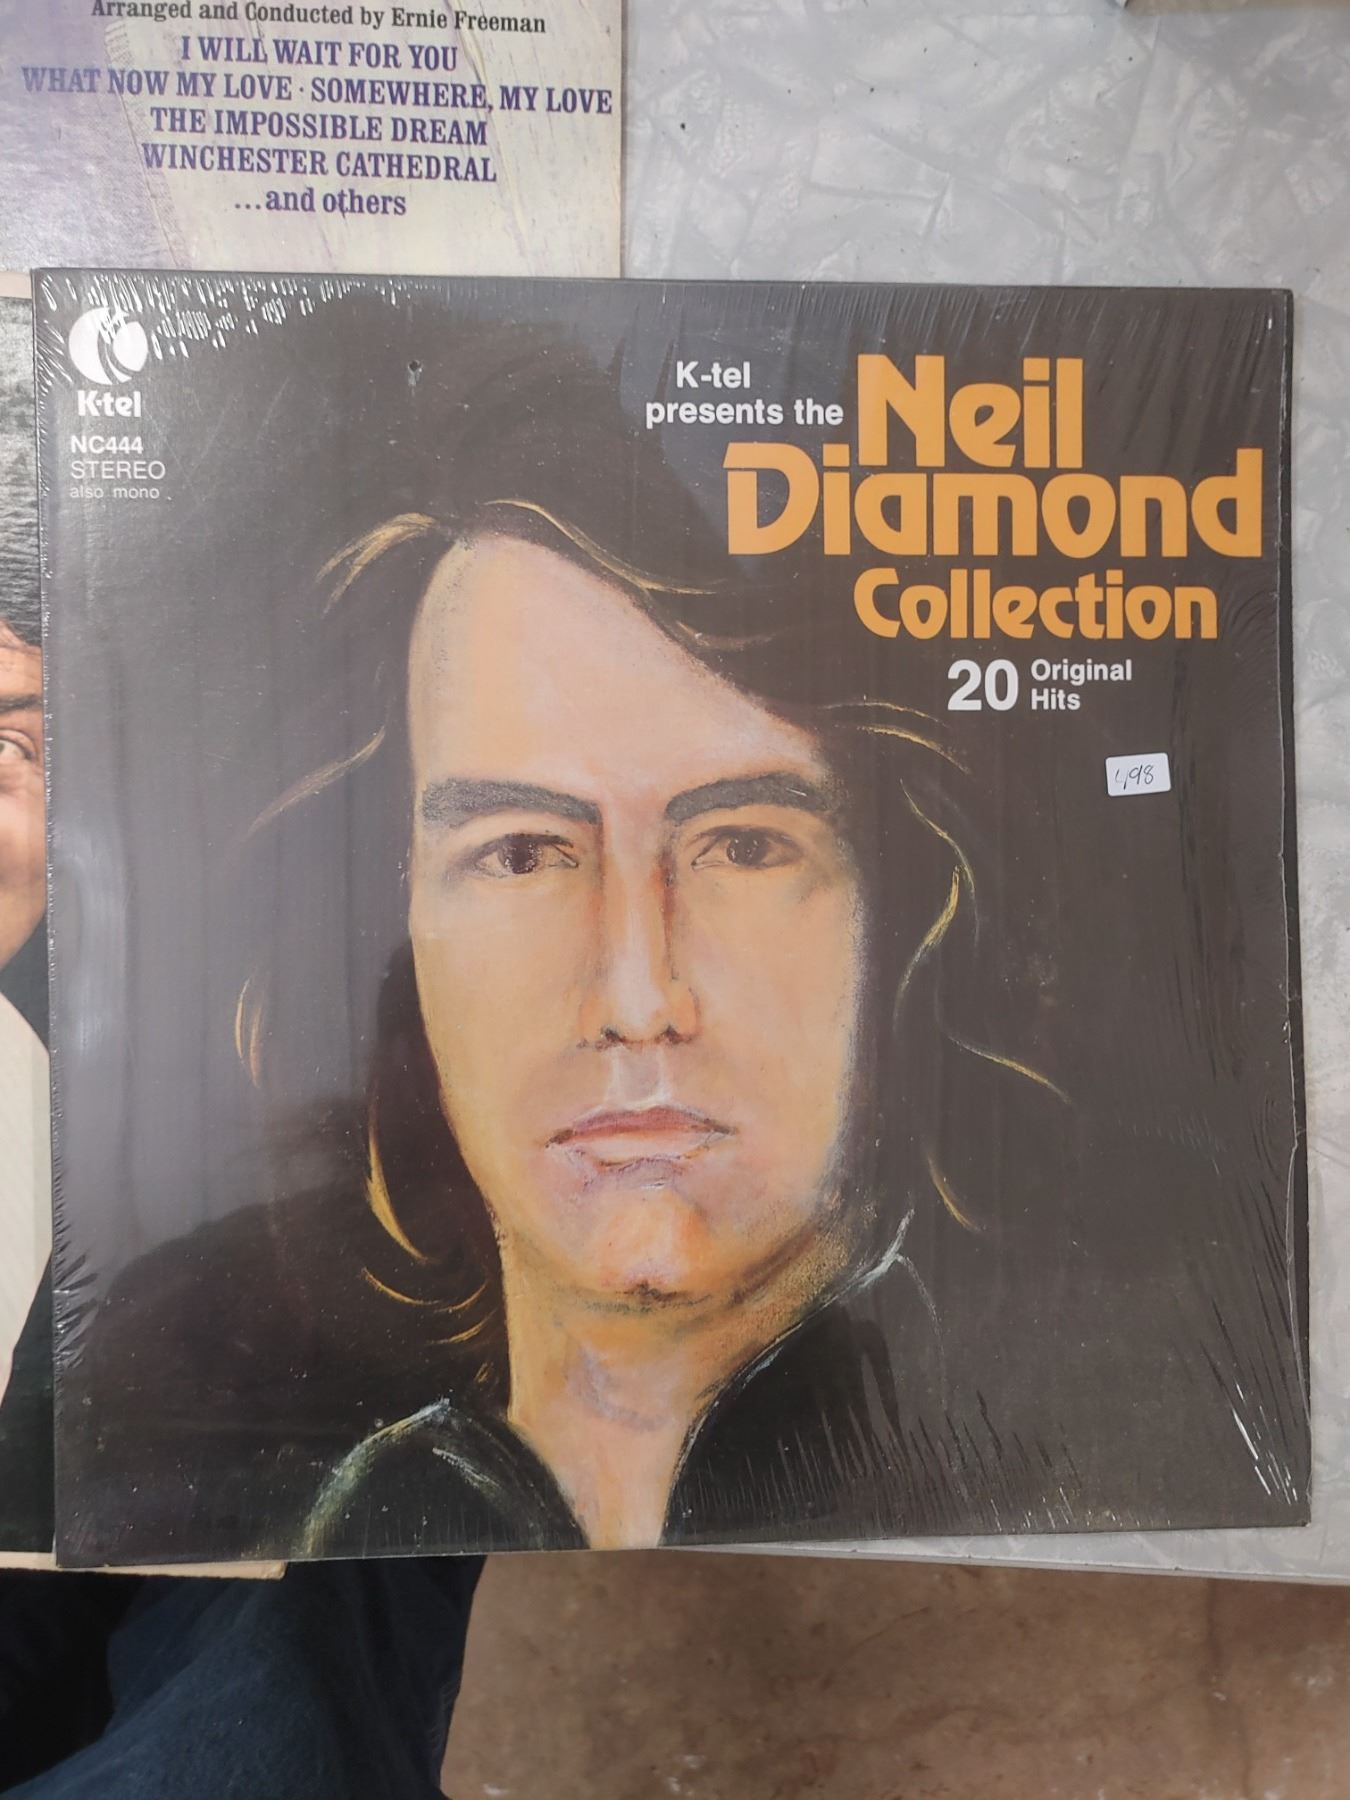 Arranged and Conducted by Ernie Freeman
I WILL WAIT FOR YOU
WHAT NOW MY LOVE · SOMEWHERE, MY LOVE
THE IMPOSSIBLE DREAM
WINCHESTER CATHEDRAL
...and others
K-tel
NC444
STEREO
also mono
K-tel
presents the
Neil
Diamond
Collection
20 Original
Hits
498